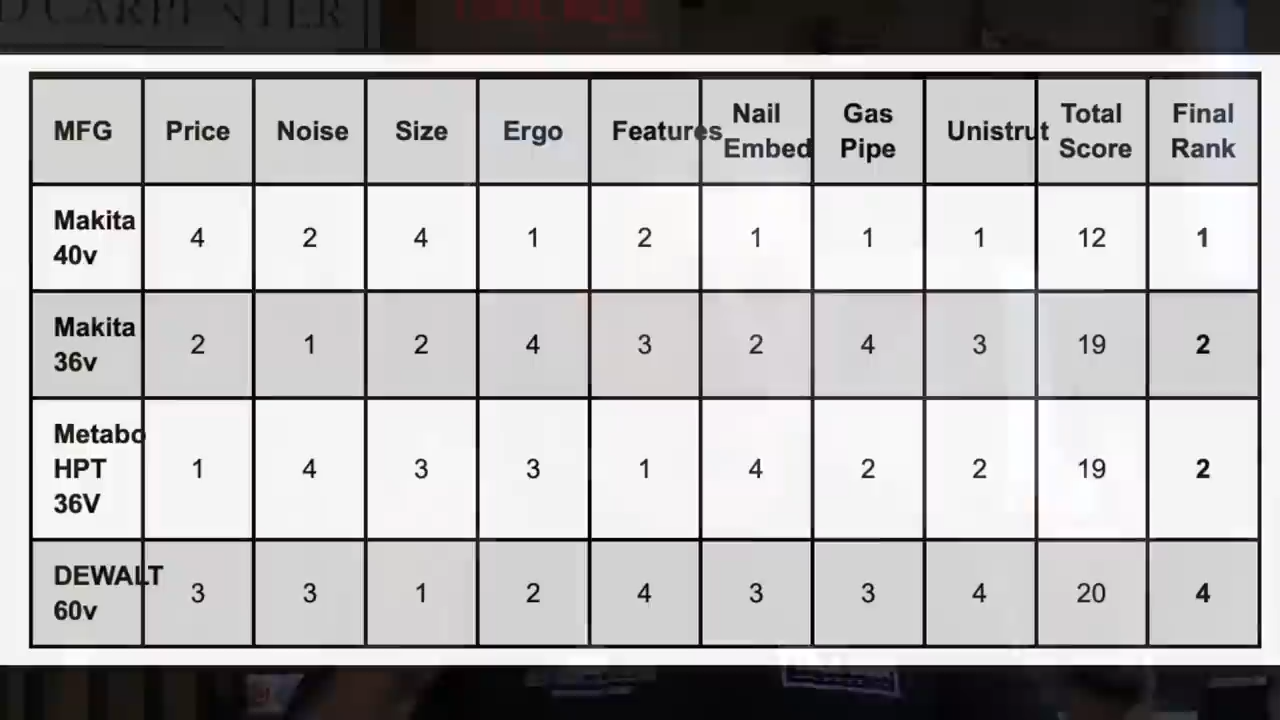 D CARPENTER
MFG Price Noise Size Ergo Features Nail Embed Gas Pipe Unistrut Total Score Final Rank
Makita 40v 4 2 4 1 2 1 1 1 12 1
Makita 36v 2 1 2 4 3 2 4 3 19 2
Metabo HPT 36V 1 4 3 3 1 4 2 2 19 2
DEWALT 60v 3 3 1 2 4 3 3 4 20 4